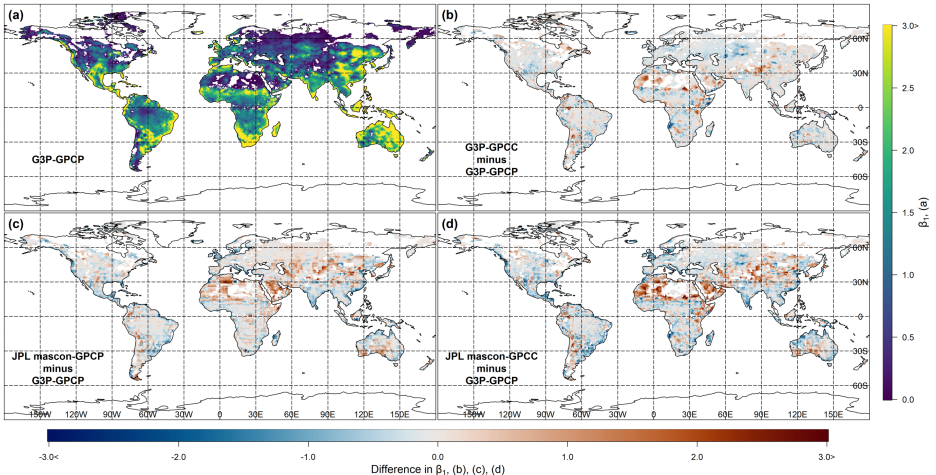 (a)
G3P-GPCP
(b)
G3P-GPCC
minus
G3P-GPCP
60N
30N
0
30S
60S
(c)
JPL mascon-GPCP
minus
G3P-GPCP
150W 120W 90W 60W 30W 0 30E 60E 90E 120E 150E
(d)
JPL mascon-GPCC
minus
G3P-GPCP
60N
30N
0
30S
60S
150W 120W 90W 60W 30W 0 30E 60E 90E 120E 150E
3.0>
2.5
2.0
1.5
1.0
0.5
0.0
β₁, (a)
-3.0< -2.0 -1.0 0.0 1.0 2.0 3.0>
Difference in β₁, (b), (c), (d)